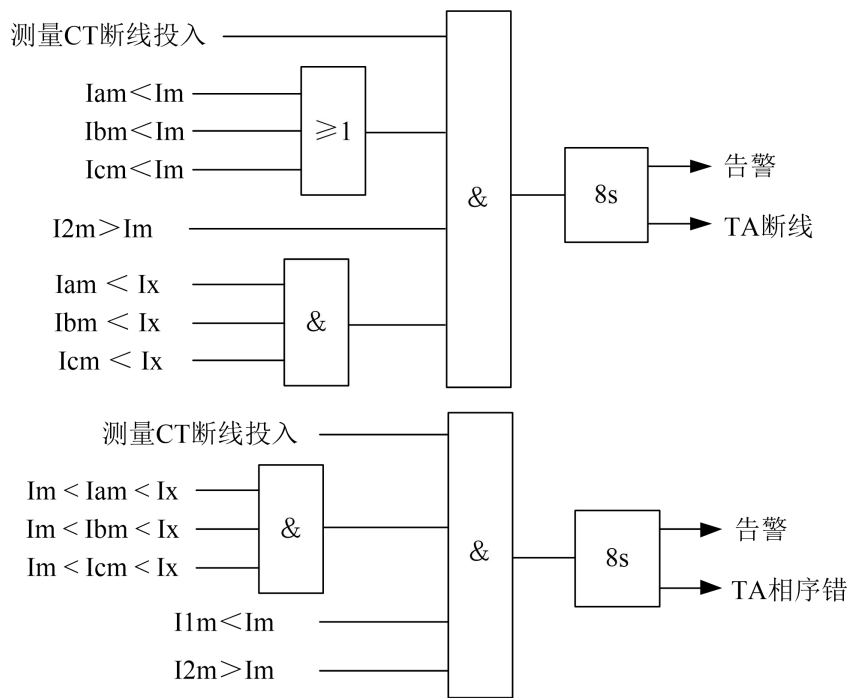 测量CT断线投入
Iam＜Im
Ibm＜Im
Icm＜Im
≥1
I2m＞Im
Iam ＜ Ix
Ibm ＜ Ix
Icm ＜ Ix
&
&
8s
告警
TA断线
测量CT断线投入
Im < Iam < Ix
Im < Ibm < Ix
Im < Icm < Ix
&
I1m＜Im
I2m＞Im
&
8s
告警
TA相序错